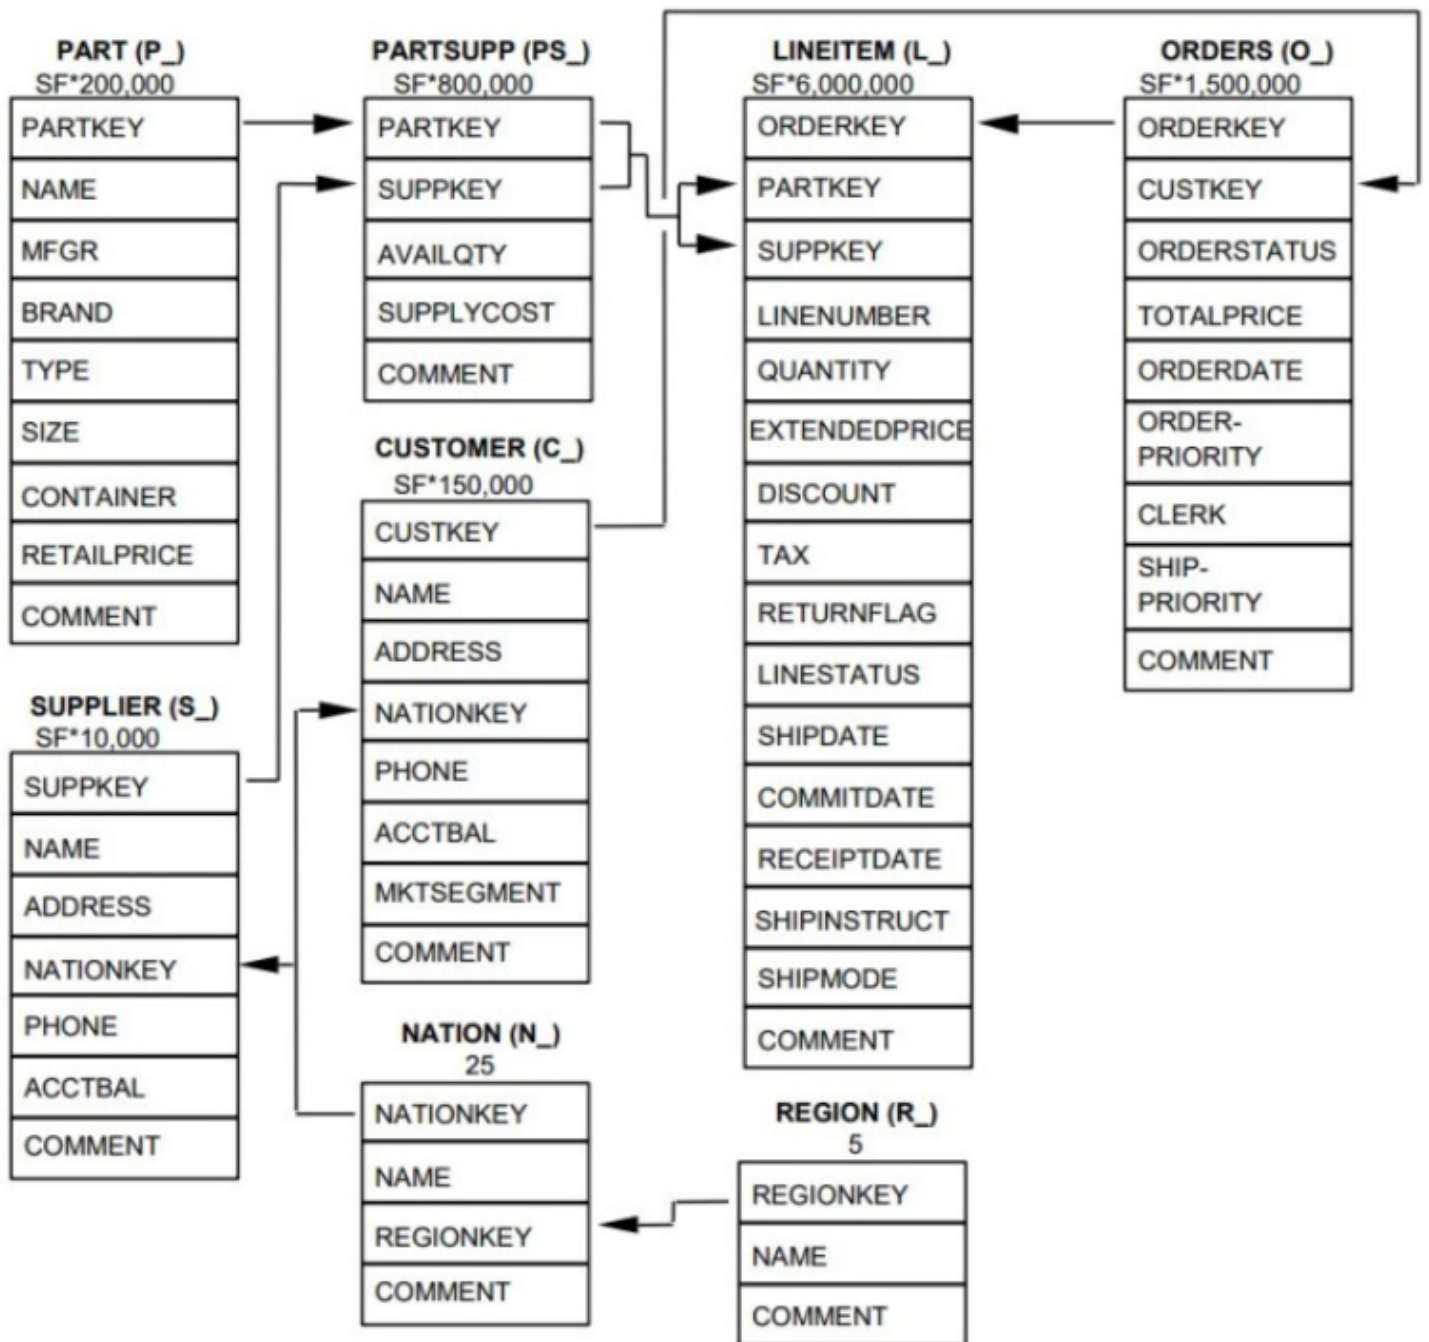 PART (P_)
SF*200,000
PARTKEY
NAME
MFGR
BRAND
TYPE
SIZE
CONTAINER
RETAILPRICE
COMMENT
SUPPLIER (S_)
SF*10,000
SUPPKEY
NAME
ADDRESS
NATIONKEY
PHONE
ACCTBAL
COMMENT
PARTSUPP (PS_)
SF*800,000
PARTKEY
SUPPKEY
AVAILQTY
SUPPLYCOST
COMMENT
CUSTOMER (C_)
SF*150,000
CUSTKEY
NAME
ADDRESS
NATIONKEY
PHONE
ACCTBAL
MKTSEGMENT
COMMENT
NATION (N_)
25
NATIONKEY
NAME
REGIONKEY
COMMENT
LINEITEM (L_)
SF*6,000,000
ORDERKEY
PARTKEY
SUPPKEY
LINENUMBER
QUANTITY
EXTENDEDPRICE
DISCOUNT
TAX
RETURNFLAG
LINESTATUS
SHIPDATE
COMMITDATE
RECEIPTDATE
SHIPINSTRUCT
SHIPMODE
COMMENT
REGION (R_)
5
REGIONKEY
NAME
COMMENT
ORDERS (O_)
SF*1,500,000
ORDERKEY
CUSTKEY
ORDERSTATUS
TOTALPRICE
ORDERDATE
ORDER-
PRIORITY
CLERK
SHIP-
PRIORITY
COMMENT